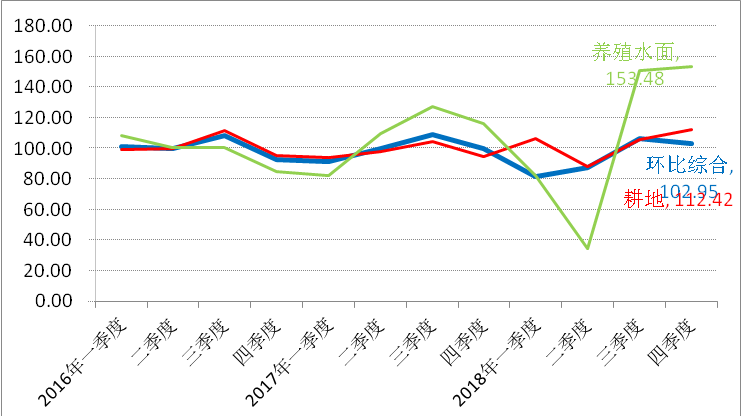 180.00
160.00
140.00
120.00
100.00
80.00
60.00
40.00
20.00
0.00
养殖水面,
153.48
环比综合,
102.95
耕地, 112.42
2016年一季度
二季度
三季度
四季度
2017年一季度
二季度
三季度
四季度
2018年一季度
二季度
三季度
四季度